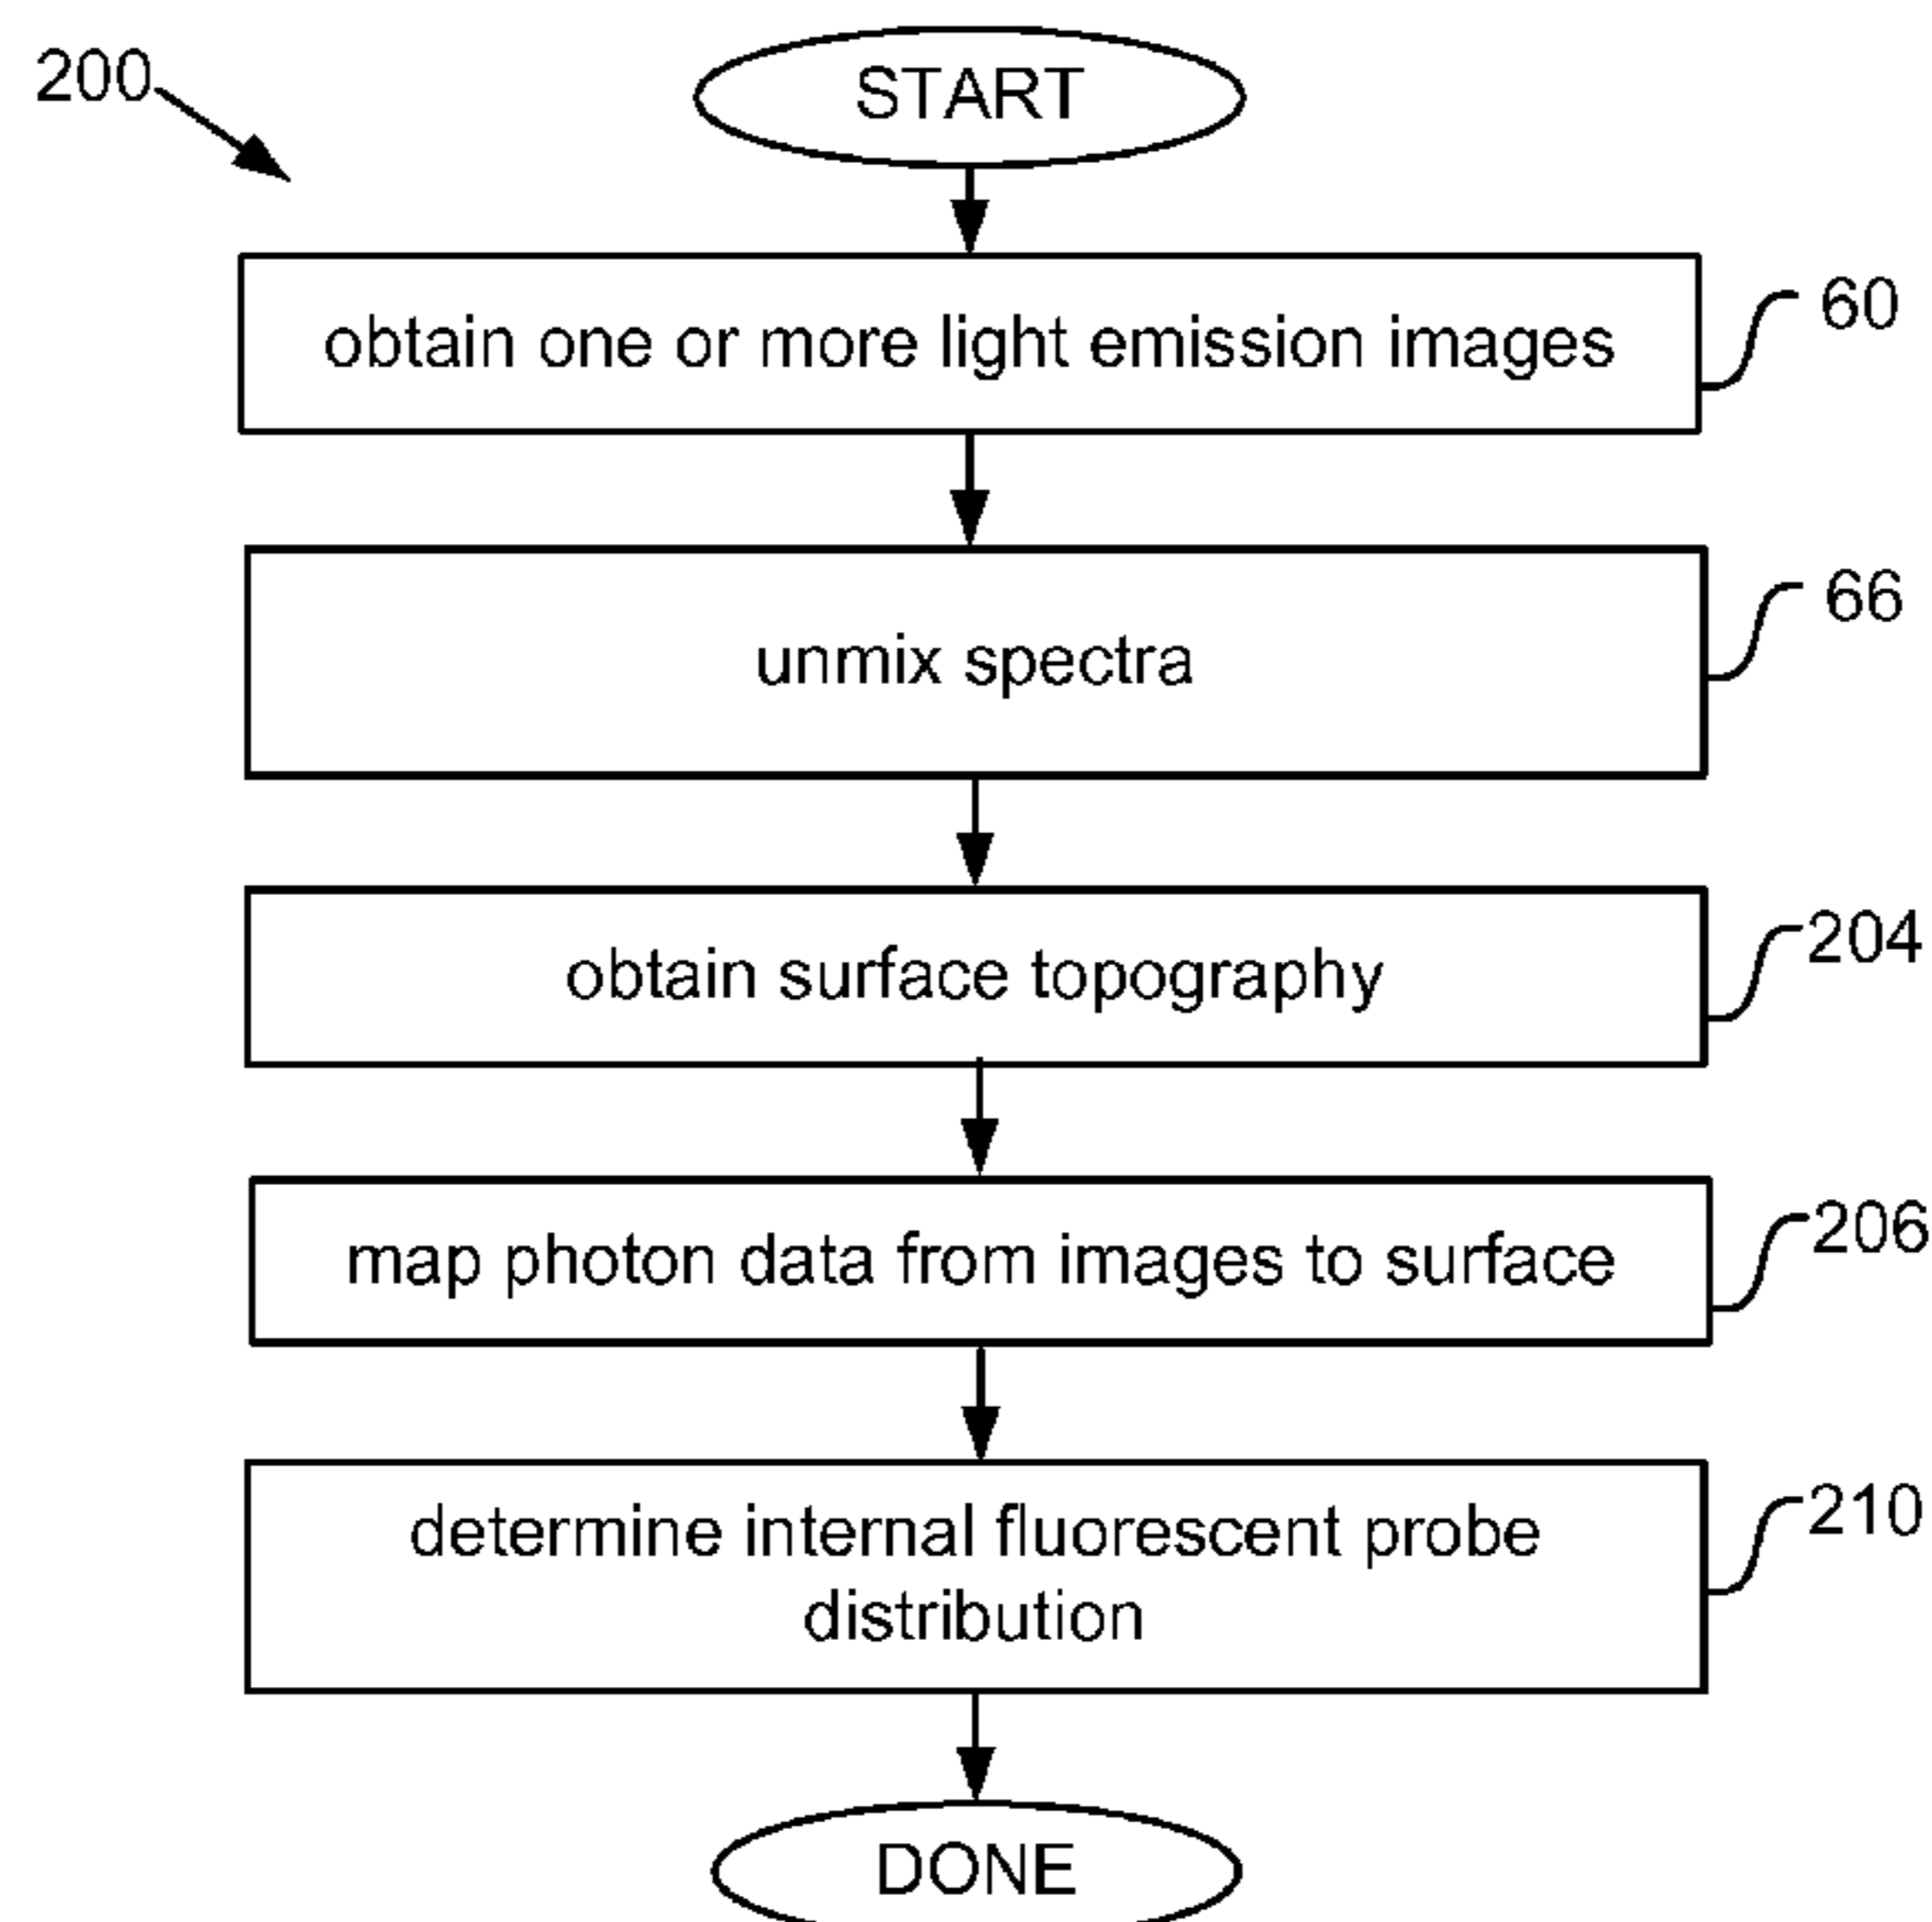 200
START
obtain one or more light emission images
60
unmix spectra
66
obtain surface topography
204
map photon data from images to surface
206
determine internal fluorescent probe
distribution
210
DONE